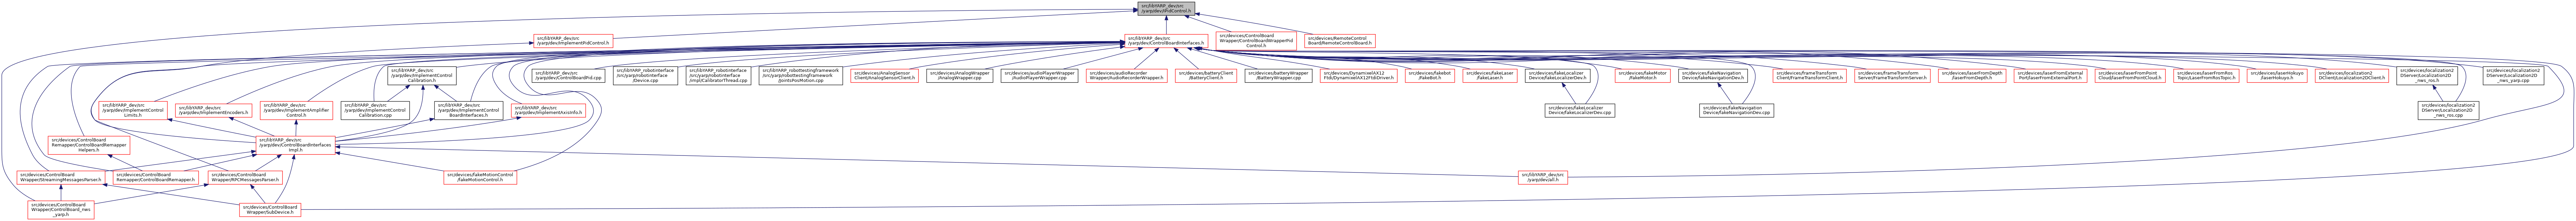 src/libYARP_dev/src
/yarp/dev/IPidControl.h
src/libYARP_dev/src
/yarp/dev/ImplementPidControl.h
src/libYARP_dev/src
/yarp/dev/ControlBoardInterfaces.h
src/devices/ControlBoard
Wrapper/ControlBoardWrapperPid
Control.h
src/devices/RemoteControl
Board/RemoteControlBoard.h
src/libYARP_dev/src
/yarp/dev/ImplementControl
Calibration.h
src/libYARP_dev/src
/yarp/dev/ControlBoardPid.cpp
src/libYARP_robotinterface
/src/yarp/robotinterface
/Device.cpp
src/libYARP_robotinterface
/src/yarp/robotinterface
/impl/CalibratorThread.cpp
src/libYARP_robottestingframework
/src/yarp/robottestingframework
/JointsPosMotion.cpp
src/devices/AnalogSensor
Client/AnalogSensorClient.h
src/devices/AnalogWrapper
/AnalogWrapper.cpp
src/devices/audioPlayerWrapper
/AudioPlayerWrapper.cpp
src/devices/audioRecorder
Wrapper/AudioRecorderWrapper.h
src/devices/batteryClient
/BatteryClient.h
src/devices/batteryWrapper
/BatteryWrapper.cpp
src/devices/DynamixelAX12
Ftdi/DynamixelAX12FtdiDriver.h
src/devices/fakebot
/fakebot.h
src/devices/fakeLaser
/fakeLaser.h
src/devices/fakeLocalizer
Device/fakeLocalizerDev.h
src/devices/fakeMotor
/fakeMotor.h
src/devices/fakeNavigation
Device/fakeNavigationDev.h
src/devices/frameTransform
Client/FrameTransformClient.h
src/devices/frameTransform
Server/FrameTransformServer.h
src/devices/laserFromDepth
/laserFromDepth.h
src/devices/laserFromExternal
Port/laserFromExternalPort.h
src/devices/laserFromPoint
Cloud/laserFromPointCloud.h
src/devices/laserFromRos
Topic/LaserFromRosTopic.h
src/devices/laserHokuyo
/laserHokuyo.h
src/devices/localization2
DClient/Localization2DClient.h
src/devices/localization2
DServer/Localization2D
_nws_ros.h
src/devices/localization2
DServer/Localization2D
_nws_yarp.cpp
src/libYARP_dev/src
/yarp/dev/ImplementControl
Limits.h
src/libYARP_dev/src
/yarp/dev/ImplementEncoders.h
src/libYARP_dev/src
/yarp/dev/ImplementAmplifier
Control.h
src/libYARP_dev/src
/yarp/dev/ImplementControl
Calibration.cpp
src/libYARP_dev/src
/yarp/dev/ImplementControl
BoardInterfaces.h
src/libYARP_dev/src
/yarp/dev/ImplementAxisInfo.h
src/devices/fakeLocalizer
Device/fakeLocalizerDev.cpp
src/devices/fakeNavigation
Device/fakeNavigationDev.cpp
src/devices/localization2
DServer/Localization2D
_nws_ros.cpp
src/devices/ControlBoard
Remapper/ControlBoardRemapper
Helpers.h
src/libYARP_dev/src
/yarp/dev/ControlBoardInterfaces
Impl.h
src/devices/ControlBoard
Wrapper/StreamingMessagesParser.h
src/devices/ControlBoard
Remapper/ControlBoardRemapper.h
src/devices/ControlBoard
Wrapper/RPCMessagesParser.h
src/devices/fakeMotionControl
/fakeMotionControl.h
src/libYARP_dev/src
/yarp/dev/all.h
src/devices/ControlBoard
Wrapper/ControlBoard_nws
_yarp.h
src/devices/ControlBoard
Wrapper/SubDevice.h